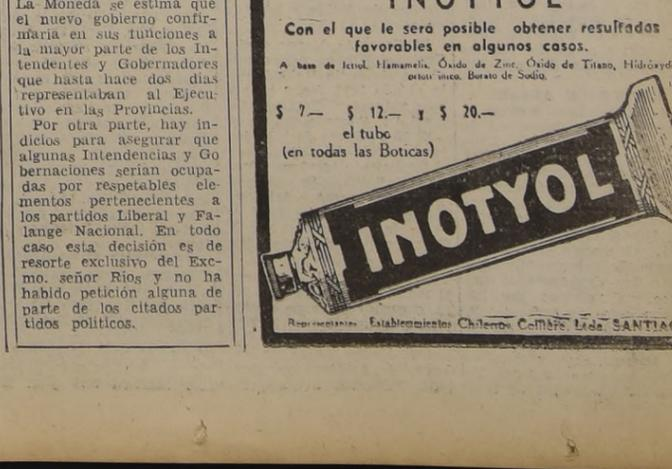 La Moneda se estima que
el nuevo gobierno confir-
maría en sus funciones a
la mayor parte de los In-
tendentes y Gobernadores
que hasta hace dos días
representaban al Ejecu-
tivo en las Provincias.
Por otra parte, hay in-
dicios para asegurar que
algunas Intendencias y Go
bernaciones serían ocupa-
das por respetables ele-
mentos pertenecientes a
los partidos Liberal y Fa-
lange Nacional. En todo
caso esta decisión es de
resorte exclusivo del Exc-
mo. señor Ríos y no ha
habido petición alguna de
parte de los citados par-
tidos políticos.
INOTYOL
Con el que le será posible obtener resultados
favorables en algunos casos.
A base de Ictiol, Hamamelis, Óxido de Zinc, Óxido de Titano,
Borato de Sodio.
$ 7.— $ 12.— y $ 20.—
el tubo
(en todas las Boticas)
INOTYOL
Establecimientos Chilenos Collière, Ltda. SANTIAG